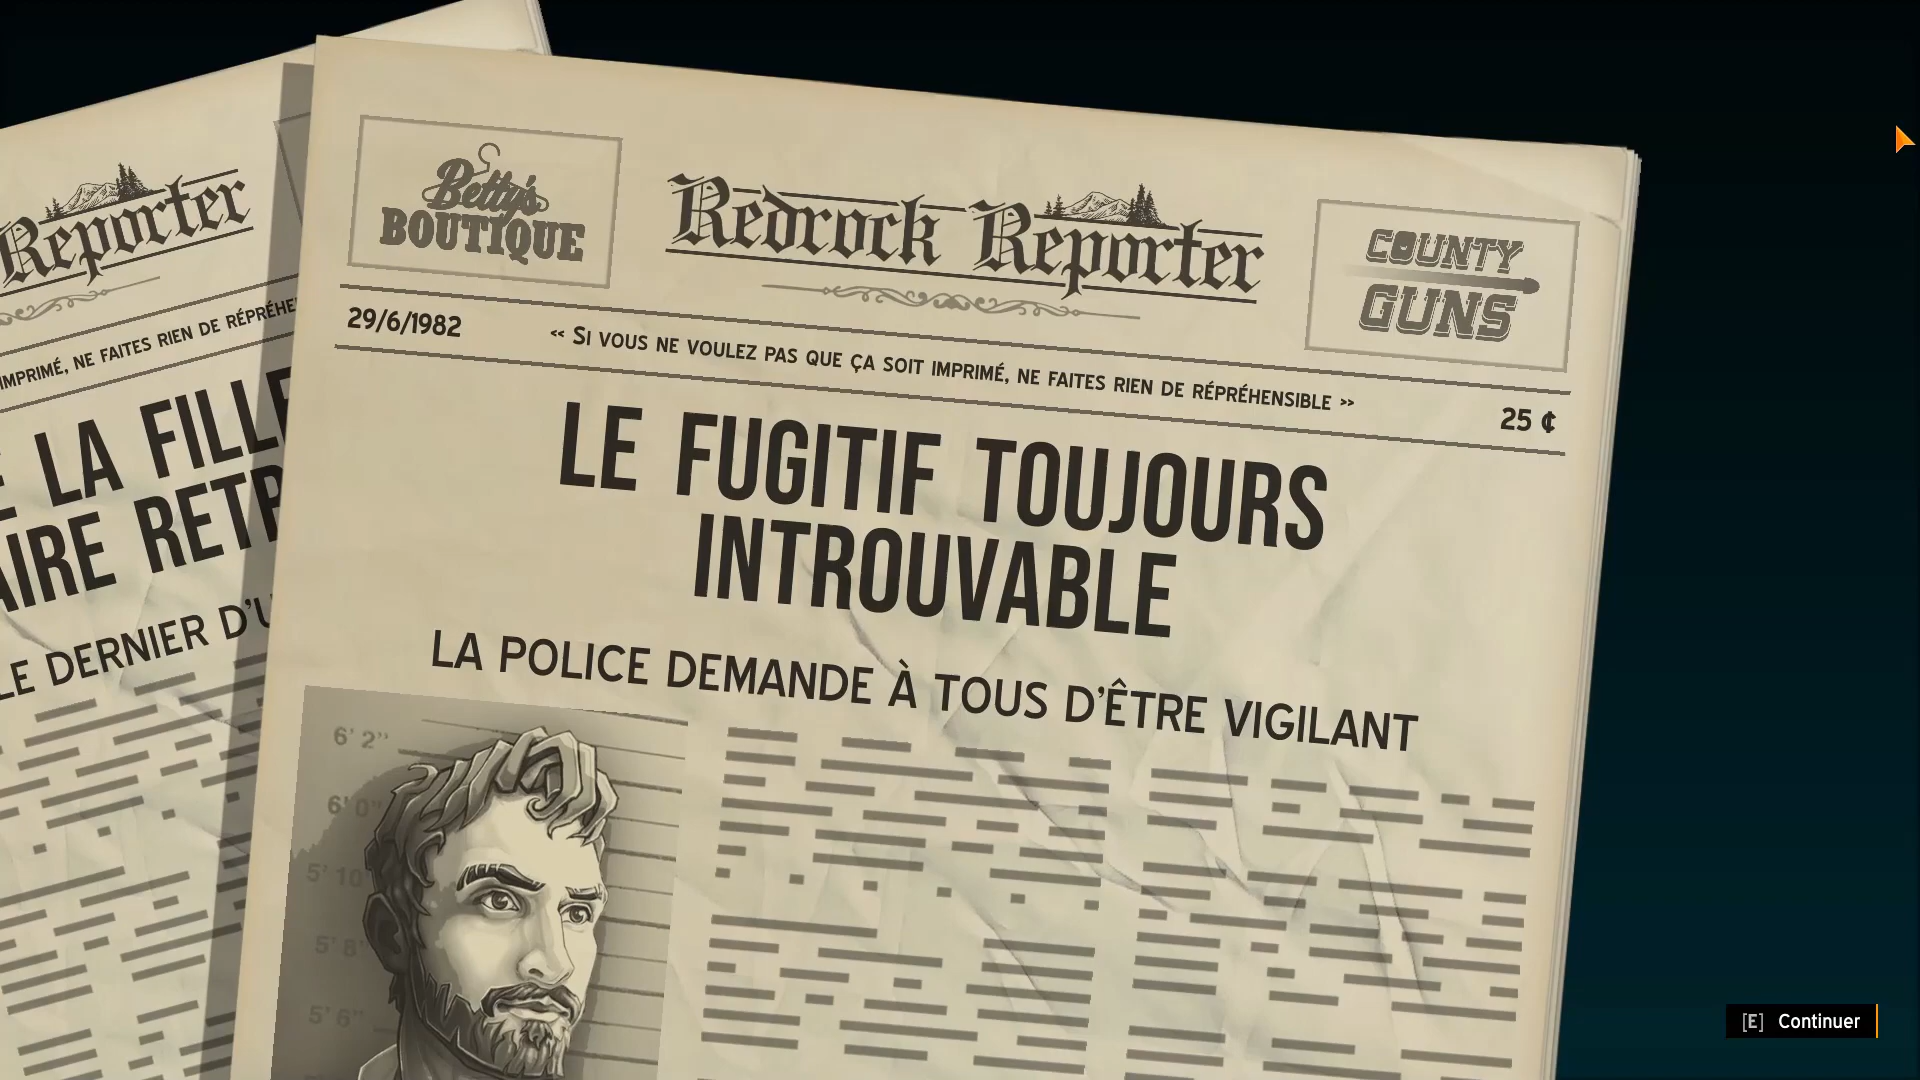 Reporter
IMPRIMÉ, NE FAITES RIEN DE RÉPRÉHE
LA FILLE
AIRE RETR
LE DERNIER D'U
Betty's
BOUTIQUE
Redrock Reporter
COUNTY
GUNS
29/6/1982
« SI VOUS NE VOULEZ PAS QUE ÇA SOIT IMPRIMÉ, NE FAITES RIEN DE RÉPRÉHENSIBLE »
25 ¢
LE FUGITIF TOUJOURS
INTROUVABLE
LA POLICE DEMANDE À TOUS D'ÊTRE VIGILANT
6' 2"
6' 0"
5' 10
5' 8"
5' 6"
[E] Continuer